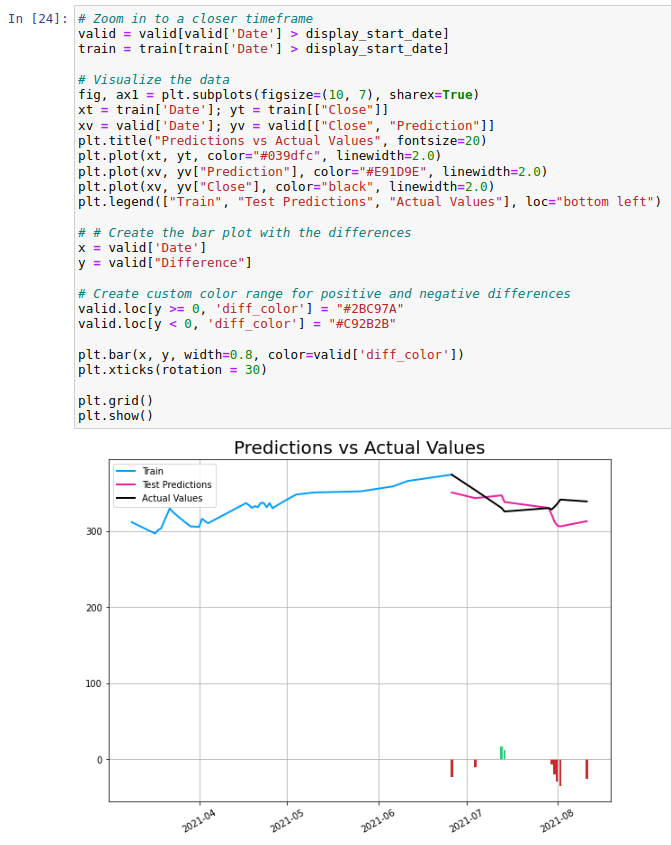 In [24]: # Zoom in to a closer timeframe
valid = valid[valid['Date'] > display_start_date]
train = train[train['Date'] > display_start_date]
# Visualize the data
fig, ax1 = plt.subplots(figsize=(10, 7), sharex=True)
xt = train['Date']; yt = train[["Close"]]
xv = valid['Date']; yv = valid[["Close", "Prediction"]]
plt.title("Predictions vs Actual Values", fontsize=20)
plt.plot(xt, yt, color="#039dfc", linewidth=2.0)
plt.plot(xv, yv["Prediction"], color="#E91D9E", linewidth=2.0)
plt.plot(xv, yv["Close"], color="black", linewidth=2.0)
plt.legend(["Train", "Test Predictions", "Actual Values"], loc="bottom left")
# # Create the bar plot with the differences
x = valid['Date']
y = valid["Difference"]
# Create custom color range for positive and negative differences
valid.loc[y >= 0, 'diff_color'] = "#2BC97A"
valid.loc[y < 0, 'diff_color'] = "#C92B2B"
plt.bar(x, y, width=0.8, color=valid['diff_color'])
plt.xticks(rotation = 30)
plt.grid()
plt.show()
Predictions vs Actual Values
Train
Test Predictions
Actual Values
300
200
100
0
2021-04
2021-05
2021-06
2021-07
2021-08